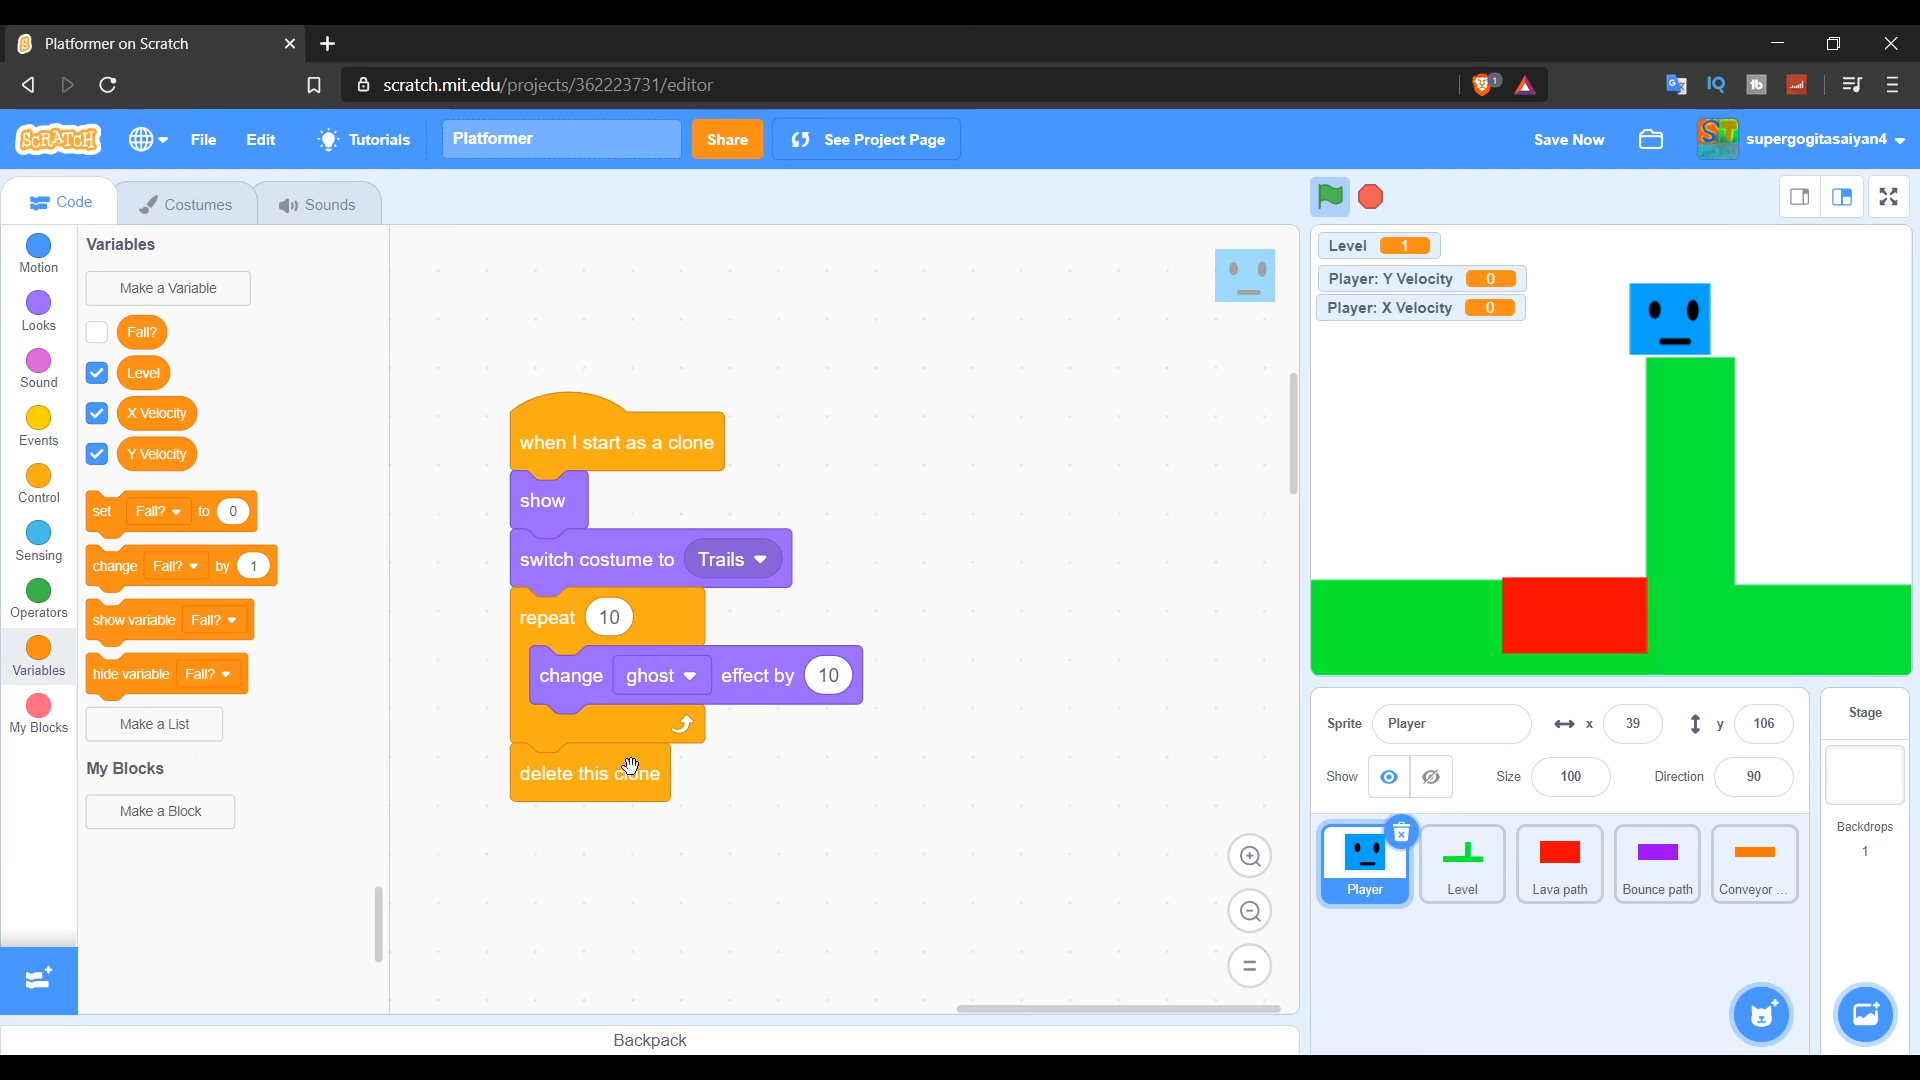 Platformer on Scratch
scratch.mit.edu/projects/362223731/editor
1
SCRATCH
File
Edit
Tutorials
Platformer
Share
See Project Page
Save Now
ST
supergogitasaiyan4
Code
Costumes
Sounds
Motion
Looks
Sound
Events
Control
Sensing
Operators
Variables
My Blocks
Variables
Make a Variable
Fall?
Level
X Velocity
Y Velocity
set Fall? to 0
change Fall? by 1
show variable Fall?
hide variable Fall?
Make a List
My Blocks
Make a Block
when I start as a clone
show
switch costume to Trails
repeat 10
change ghost effect by 10
delete this clone
Level 1
Player: Y Velocity 0
Player: X Velocity 0
Sprite Player x 39 y 106
Show Size 100 Direction 90
Player
Level
Lava path
Bounce path
Conveyor ...
Stage
Backdrops
1
Backpack